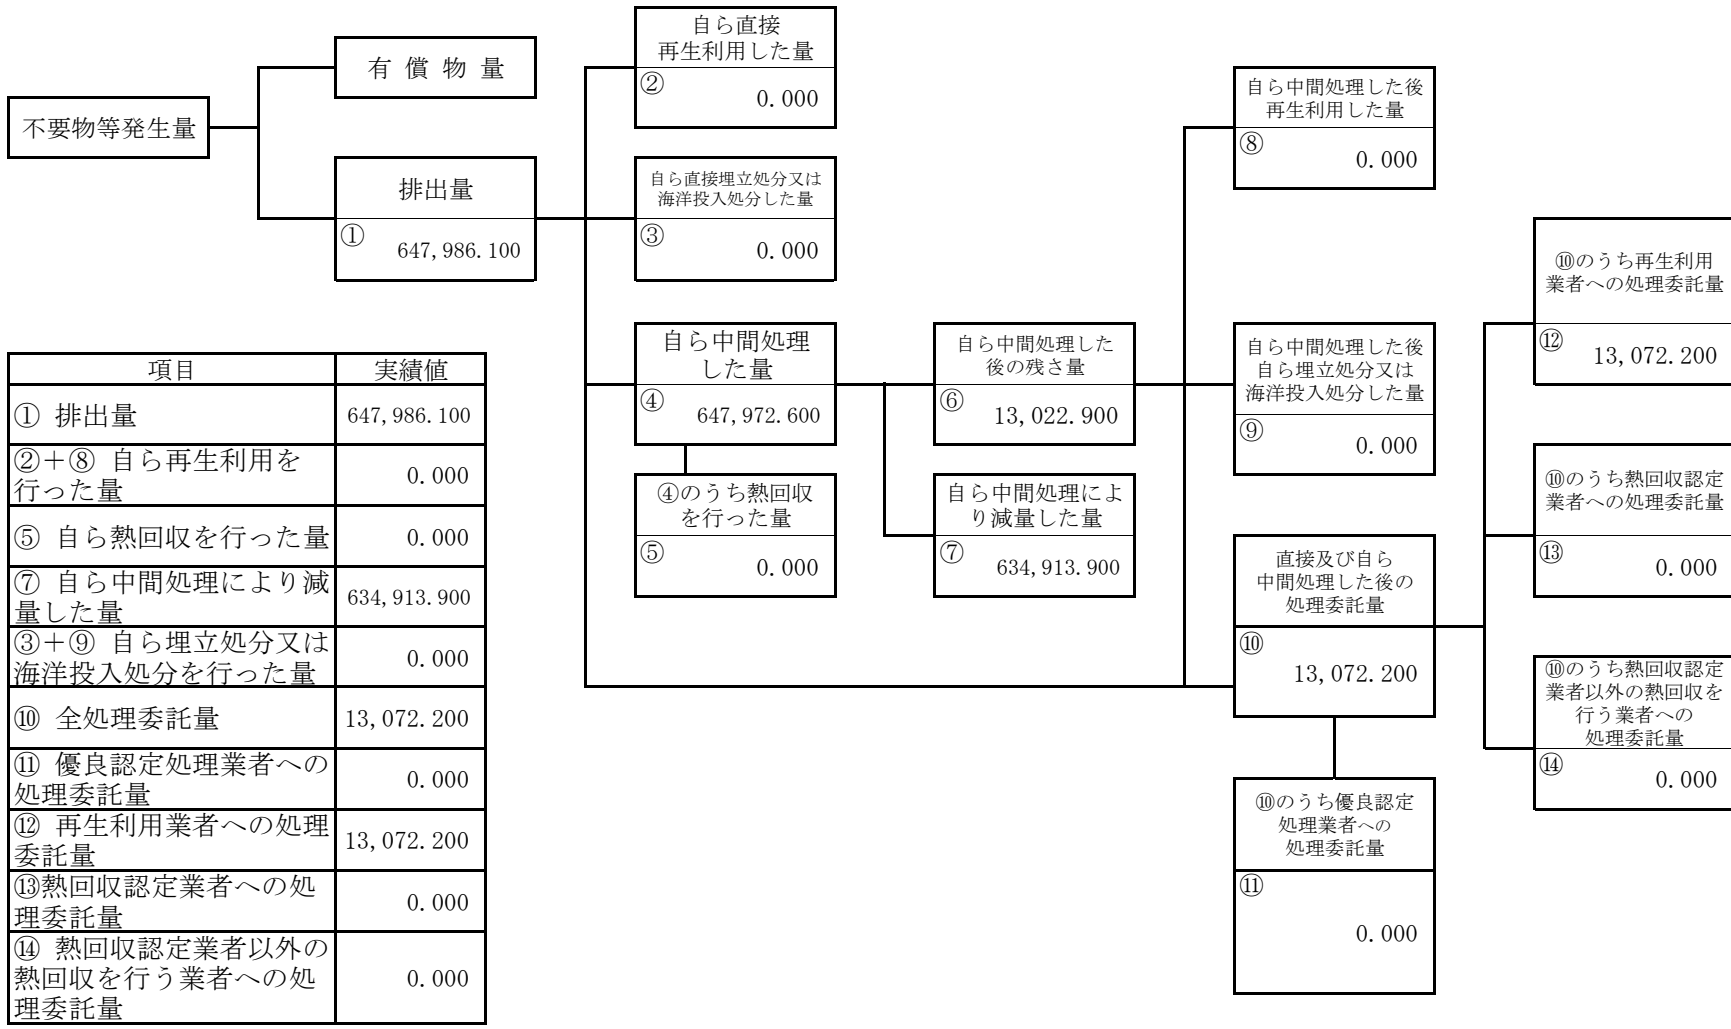 不要物等発生量
有償物量
排出量
①
647,986.100
自ら直接
再生利用した量
②
0.000
自ら直接埋立処分又は
海洋投入処分した量
③
0.000
自ら中間処理
した量
④
647,972.600
④のうち熱回収
を行った量
⑤
0.000
自ら中間処理した
後の残さ量
⑥
13,022.900
自ら中間処理によ
り減量した量
⑦
634,913.900
自ら中間処理した後
再生利用した量
⑧
0.000
自ら中間処理した後
自ら埋立処分又は
海洋投入処分した量
⑨
0.000
直接及び自ら
中間処理した後の
処理委託量
⑩
13,072.200
⑩のうち優良認定
処理業者への
処理委託量
⑪
0.000
⑩のうち再生利用
業者への処理委託量
⑫
13,072.200
⑩のうち熱回収認定
業者への処理委託量
⑬
0.000
⑩のうち熱回収認定
業者以外の熱回収を
行う業者への
処理委託量
⑭
0.000
項目 実績値
① 排出量 647,986.100
②＋⑧ 自ら再生利用を
行った量
0.000
⑤ 自ら熱回収を行った量 0.000
⑦ 自ら中間処理により減
量した量
634,913.900
③＋⑨ 自ら埋立処分又は
海洋投入処分を行った量
0.000
⑩ 全処理委託量 13,072.200
⑪ 優良認定処理業者への
処理委託量
0.000
⑫ 再生利用業者への処理
委託量
13,072.200
⑬熱回収認定業者への処
理委託量
0.000
⑭ 熱回収認定業者以外の
熱回収を行う業者への処
理委託量
0.000